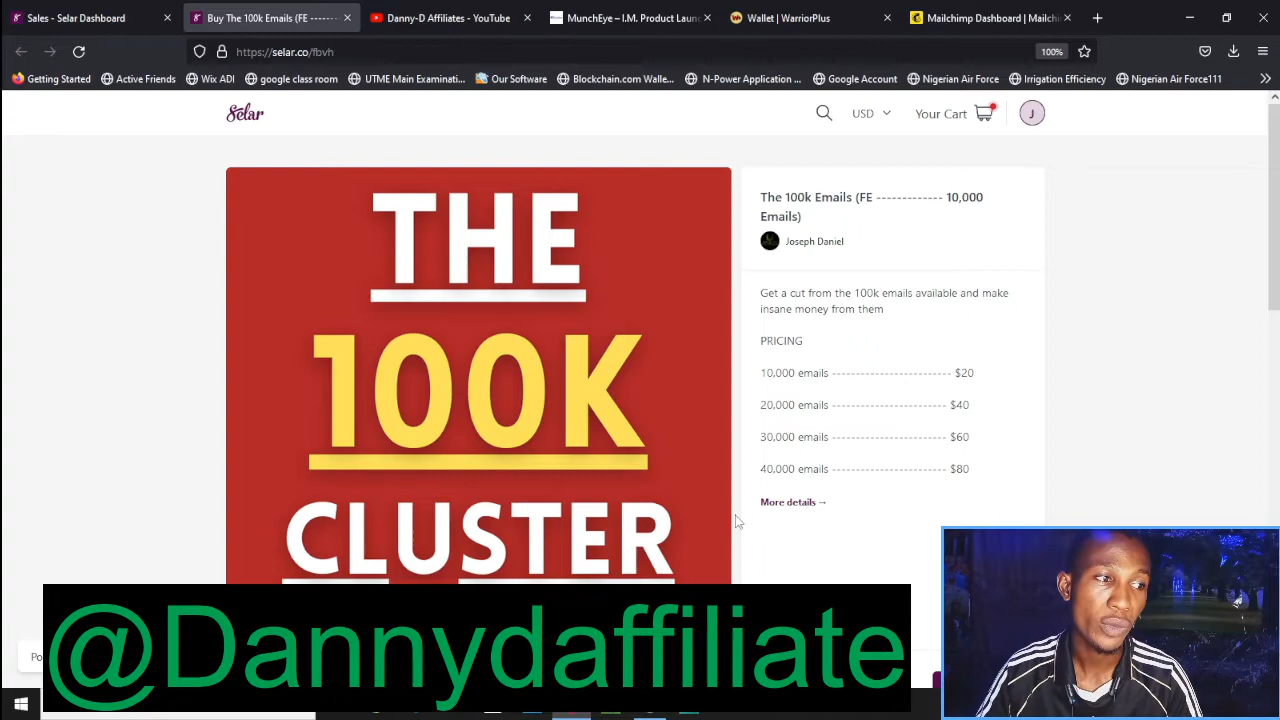 Sales - Selar Dashboard
Buy The 100k Emails (FE ------
Danny-D Affiliates - YouTube
MunchEye – I.M. Product Laun
Wallet | WarriorPlus
Mailchimp Dashboard | Mailchi
https://selar.co/fbvh
100%
Getting Started
Active Friends
Wix ADI
google class room
UTME Main Examinati...
Our Software
Blockchain.com Walle...
N-Power Application ...
Google Account
Nigerian Air Force
Irrigation Efficiency
Nigerian Air Force111
Selar
USD
Your Cart
J
THE
100K
CLUSTER
The 100k Emails (FE ------------- 10,000
Emails)
Joseph Daniel
Get a cut from the 100k emails available and make
insane money from them
PRICING
10,000 emails ----------------------------- $20
20,000 emails ---------------------------- $40
30,000 emails ---------------------------- $60
40,000 emails ---------------------------- $80
More details →
Po
@Dannydaffiliate